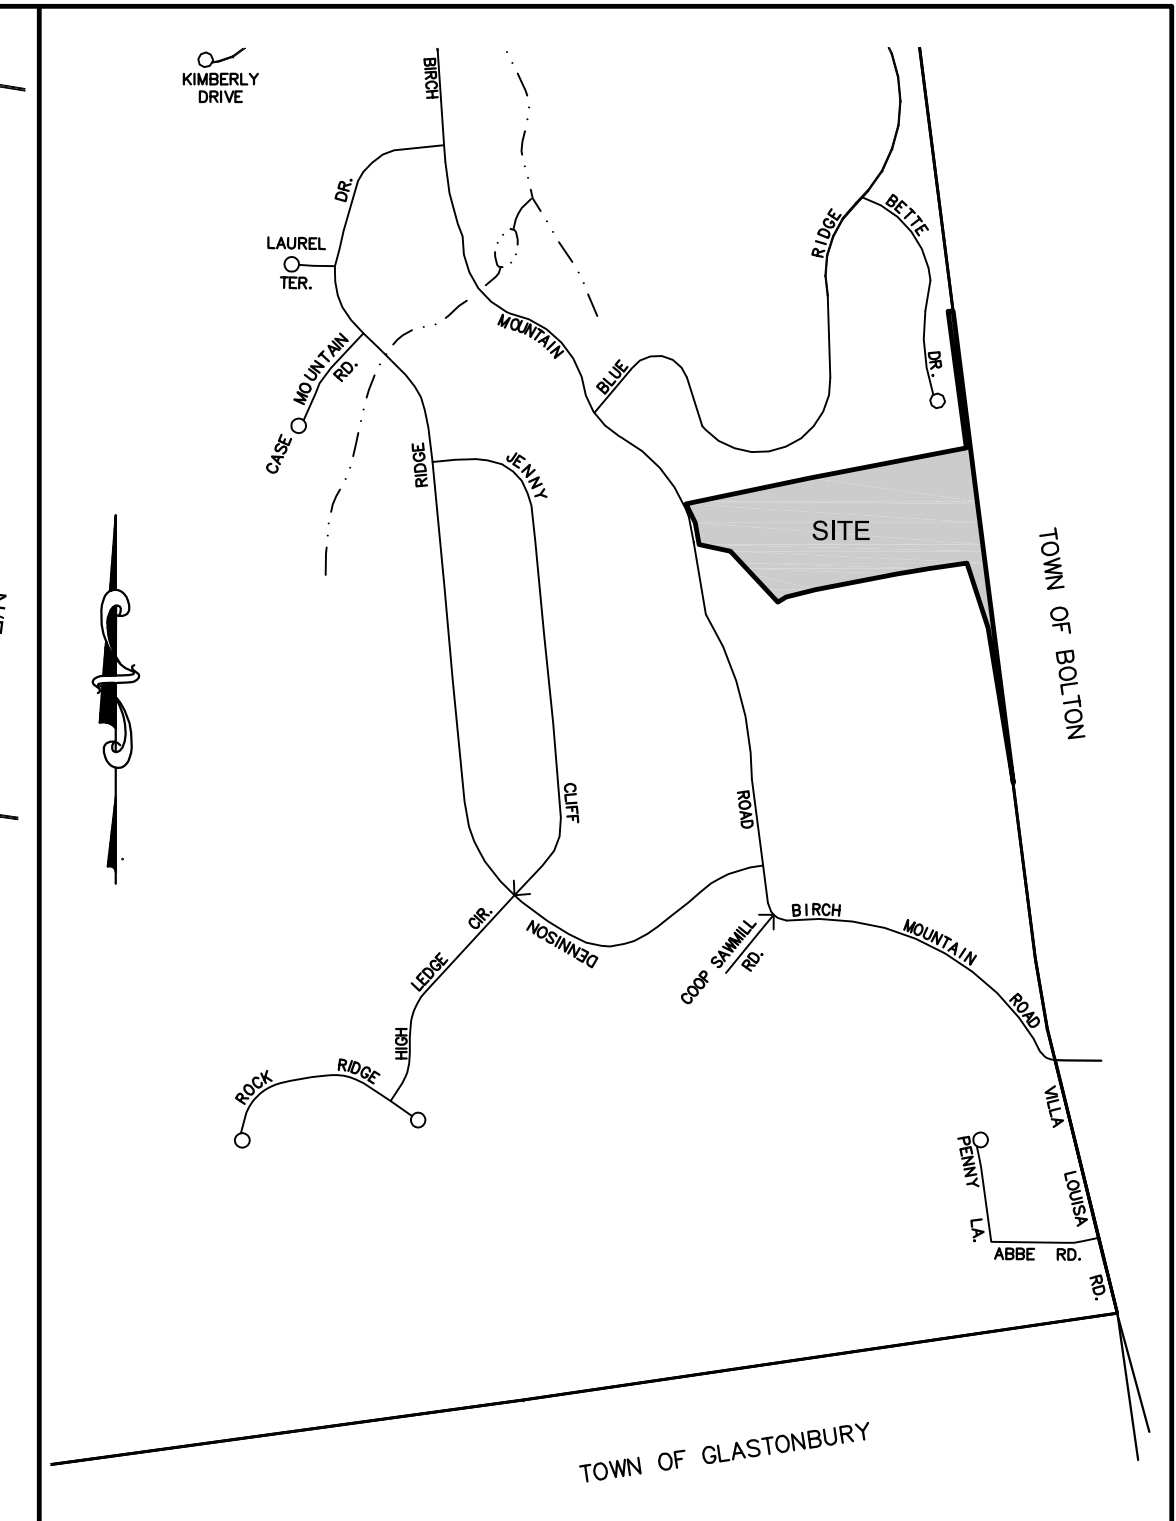 KIMBERLY
DRIVE
BIRCH
DR.
LAUREL
TER.
RIDGE
BETTE
MOUNTAIN
CASE MOUNTAIN
RD.
BLUE
DR.
RIDGE
JENNY
SITE
TOWN OF BOLTON
CLIFF
ROAD
CIR.
DENNISON
BIRCH
MOUNTAIN
COOP SAWMILL
RD.
LEDGE
ROAD
HIGH
ROCK
RIDGE
VILLA
PENNY
LOUISA
LA.
ABBE RD.
RD.
TOWN OF GLASTONBURY